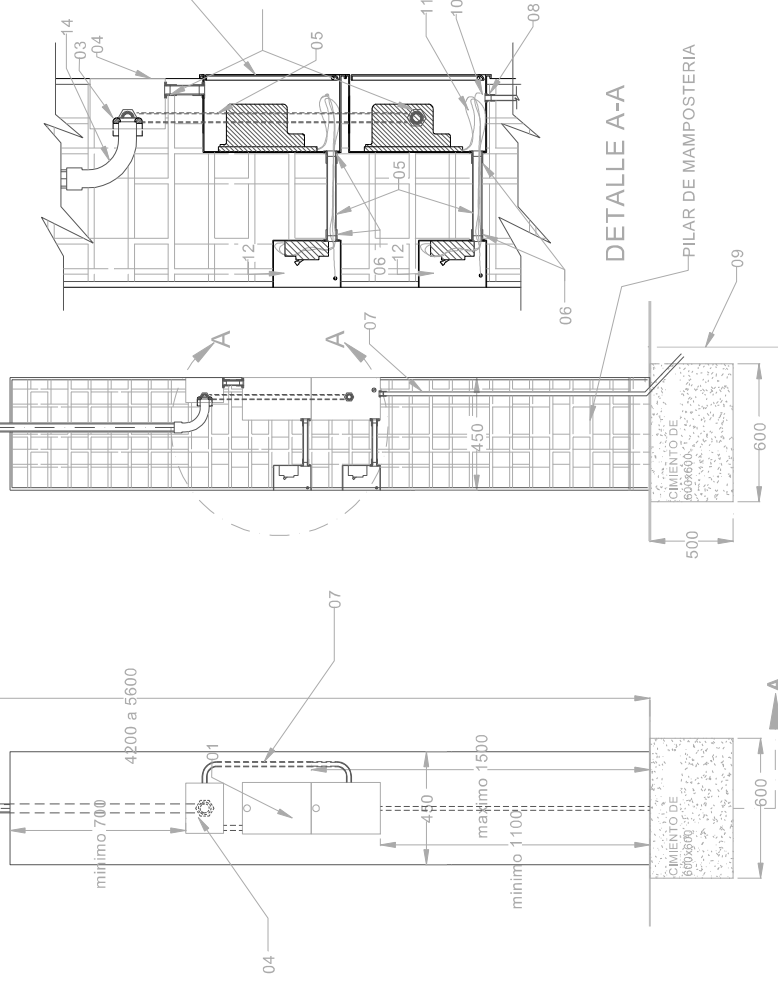 14
03
04
05
11
10
08
12
06
12
05
06
DETALLE A-A
PILAR DE MAMPOSTERIA
A
A
07
09
450
CIMIENTO DE
600x600
600
500
07
4200 a 5600
01
minimo 700
maximo 1500
450
minimo 1100
04
CIMIENTO DE
600x600
600
A